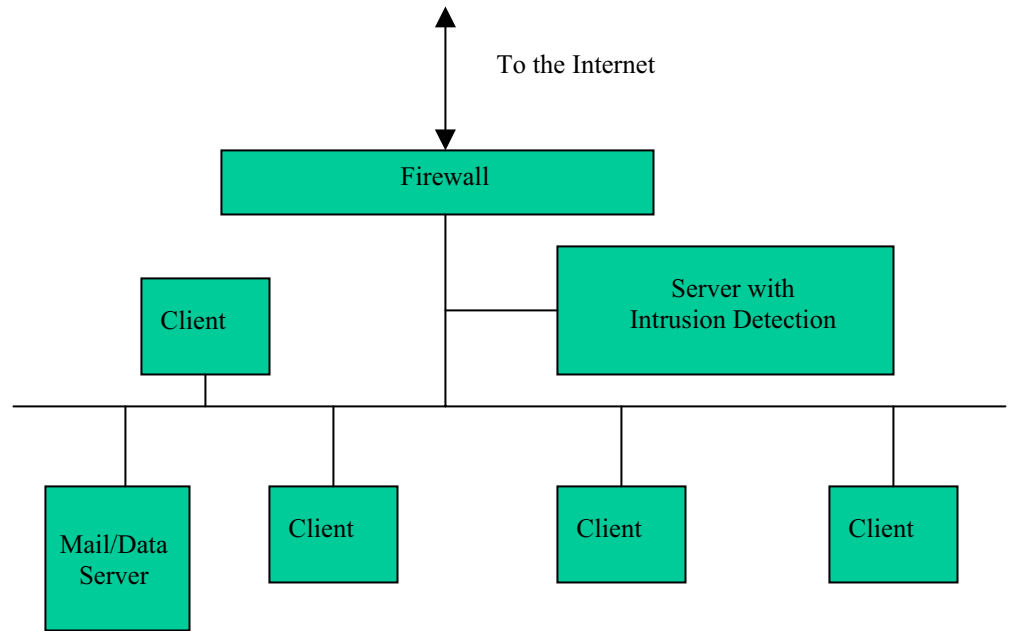 To the Internet
Firewall
Server with
Intrusion Detection
Client
Mail/Data
Server
Client
Client
Client